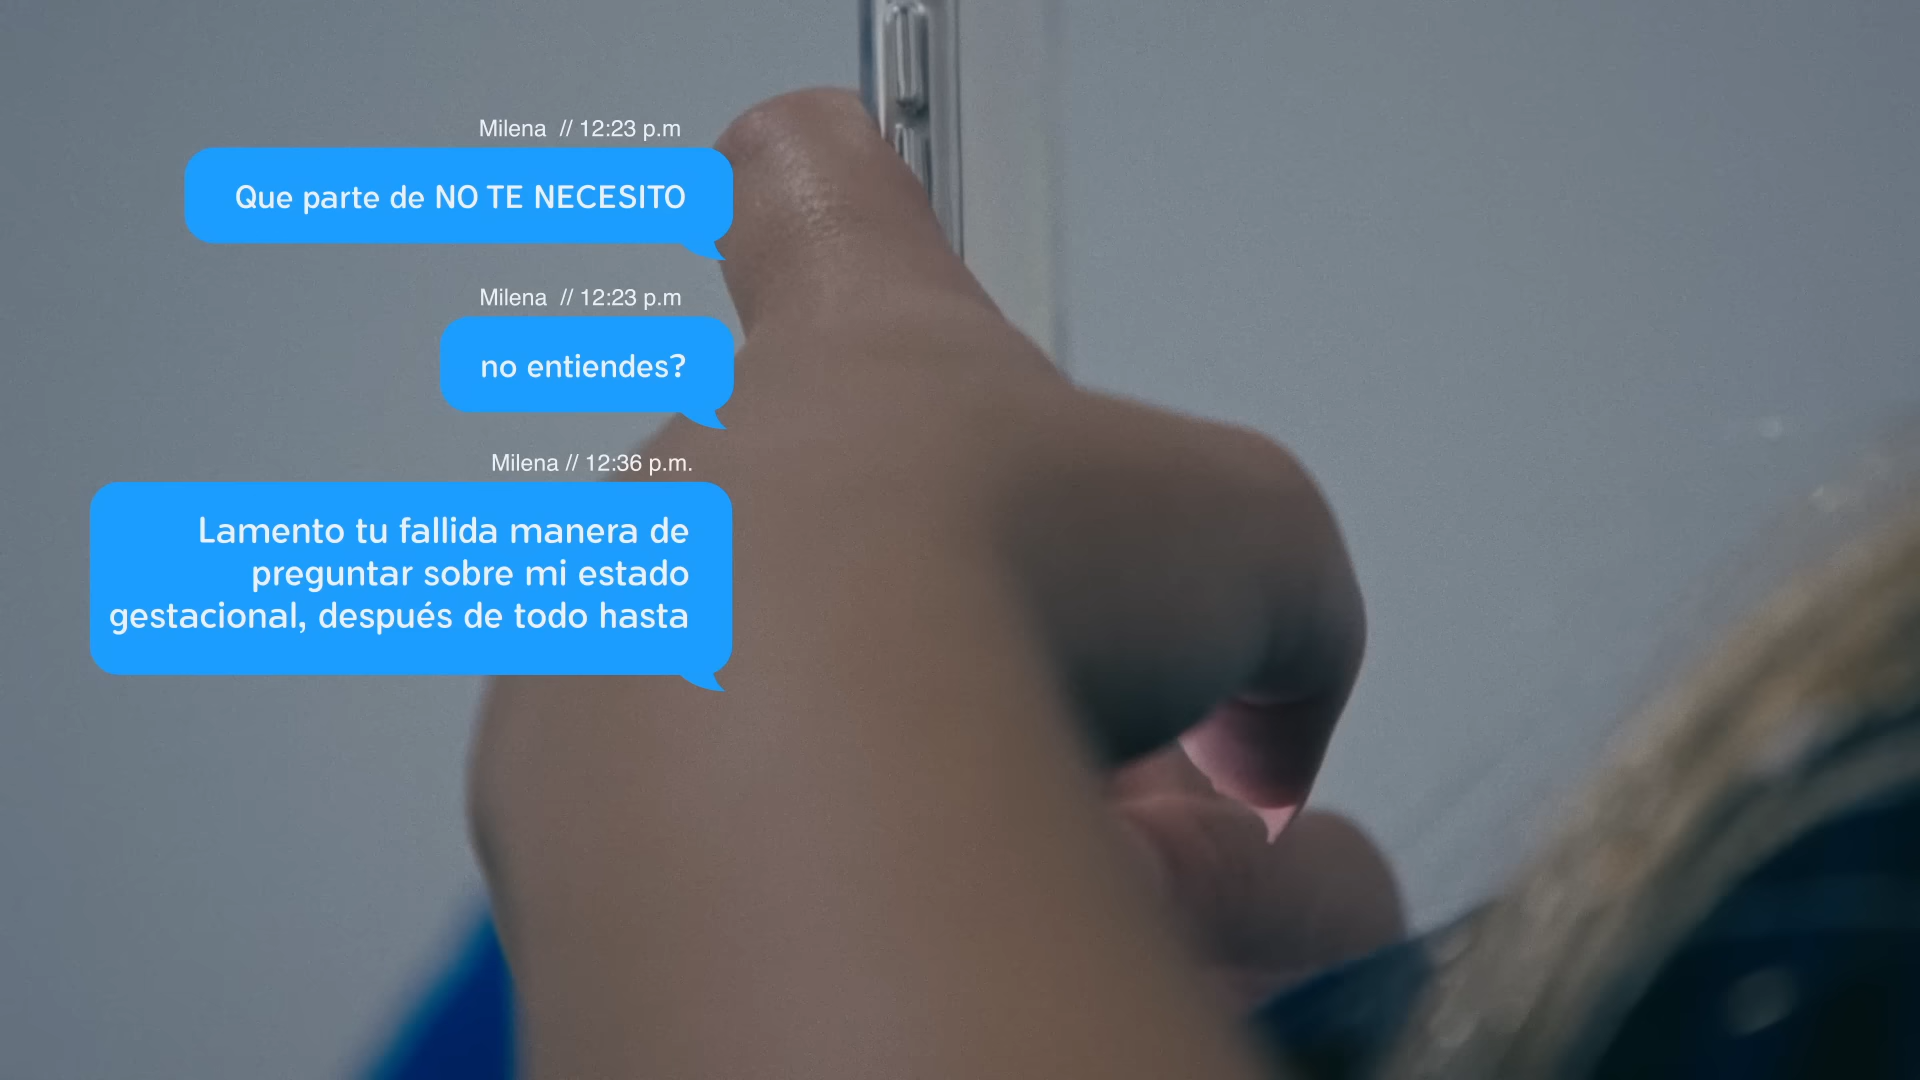 Milena // 12:23 p.m
Que parte de NO TE NECESITO
Milena // 12:23 p.m
no entiendes?
Milena // 12:36 p.m.
Lamento tu fallida manera de
preguntar sobre mi estado
gestacional, después de todo hasta